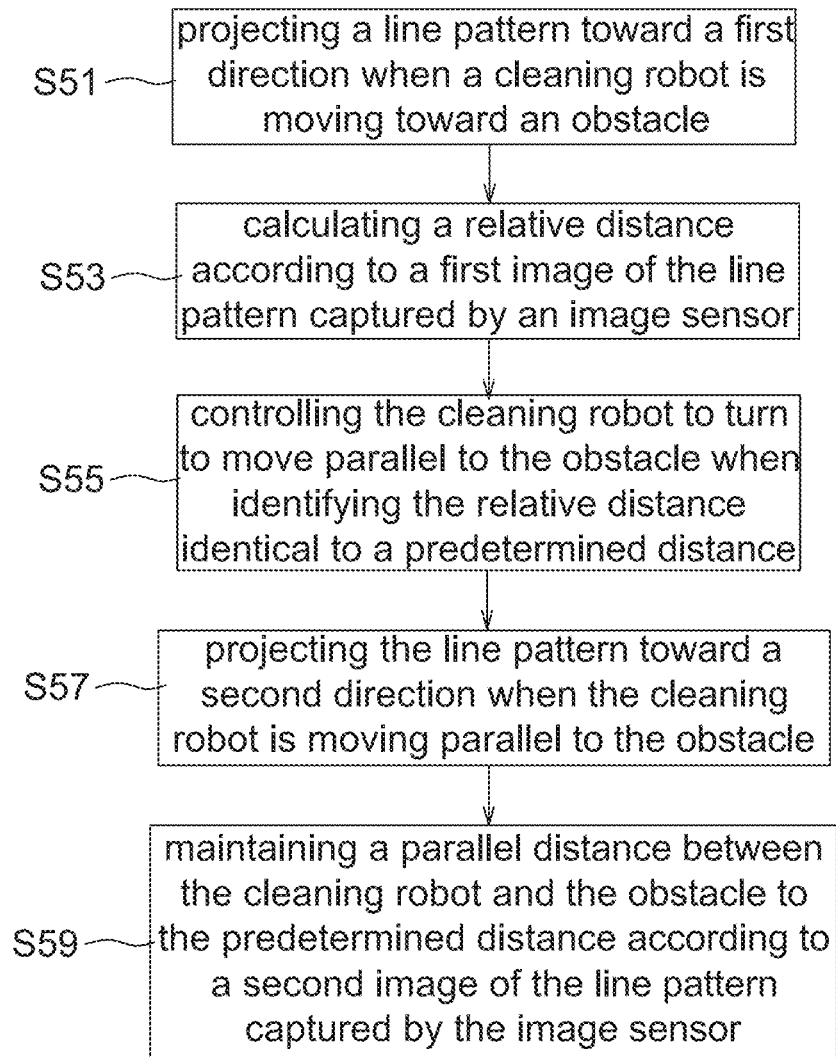 projecting a line pattern toward a first
S51
direction when a cleaning robot is
moving toward an obstacle
calculating a relative distance
S53
according to a first image of the line
pattern captured by an image sensor
controlling the cleaning robot to turn
to move parallel to the obstacle when
S55
identifying the relative distance
identical to a predetermined distance
projecting the line pattern toward a
S57
second direction when the cleaning
robot is moving parallel to the obstacle
maintaining a parallel distance between
the cleaning robot and the obstacle to
S59
the predetermined distance according to
a second image of the line pattern
captured by the image sensor